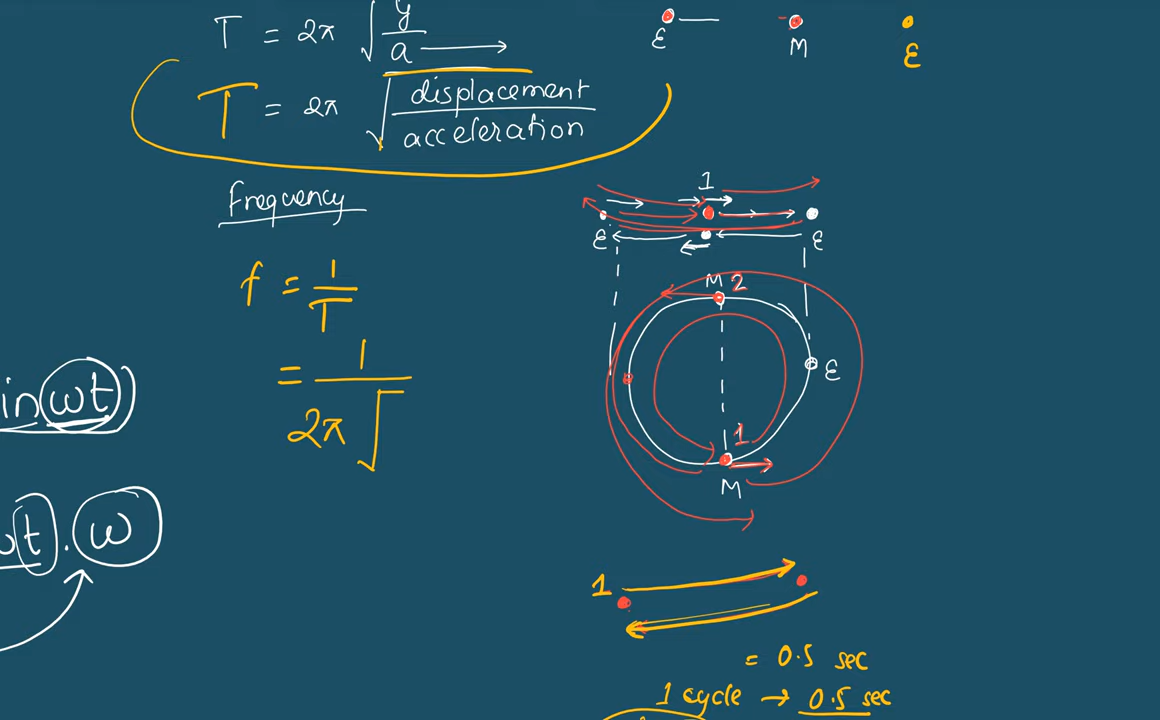 T = 2π √y/a
T = 2π √displacement/acceleration
Frequency
f = 1/T
= 1/2π √
in ωt)
t . ω
ε M ε
1
ε ε
M 2
ε
1
M
1
= 0.5 sec
1 cycle → 0.5 sec